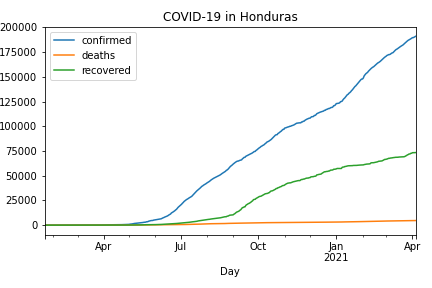 COVID-19 in Honduras
200000
175000
150000
125000
100000
75000
50000
25000
0
confirmed
deaths
recovered
Apr
Jul
Oct
Jan
2021
Apr
Day